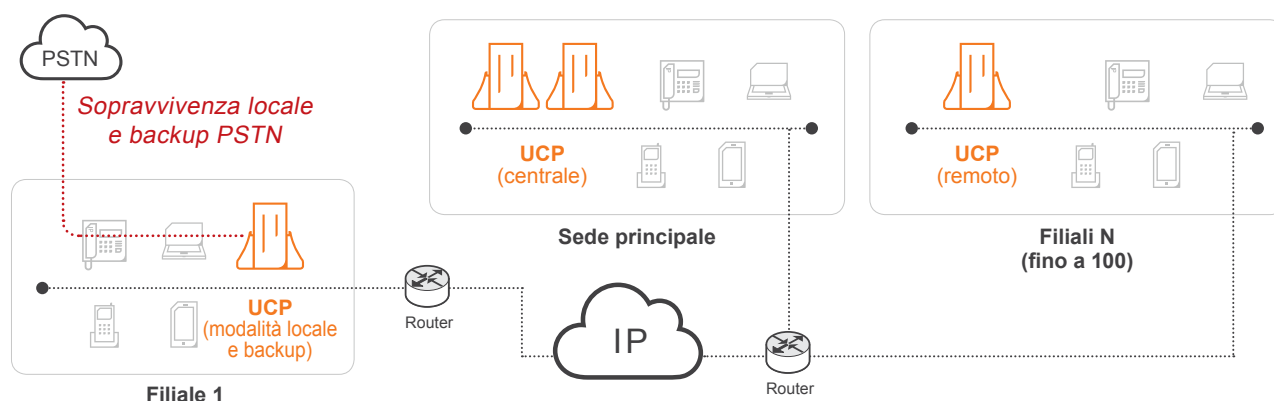 PSTN
Sopravvivenza locale
e backup PSTN
UCP
(modalità locale
e backup)
Filiale 1
Router
IP
Router
UCP
(centrale)
Sede principale
UCP
(remoto)
Filiali N
(fino a 100)